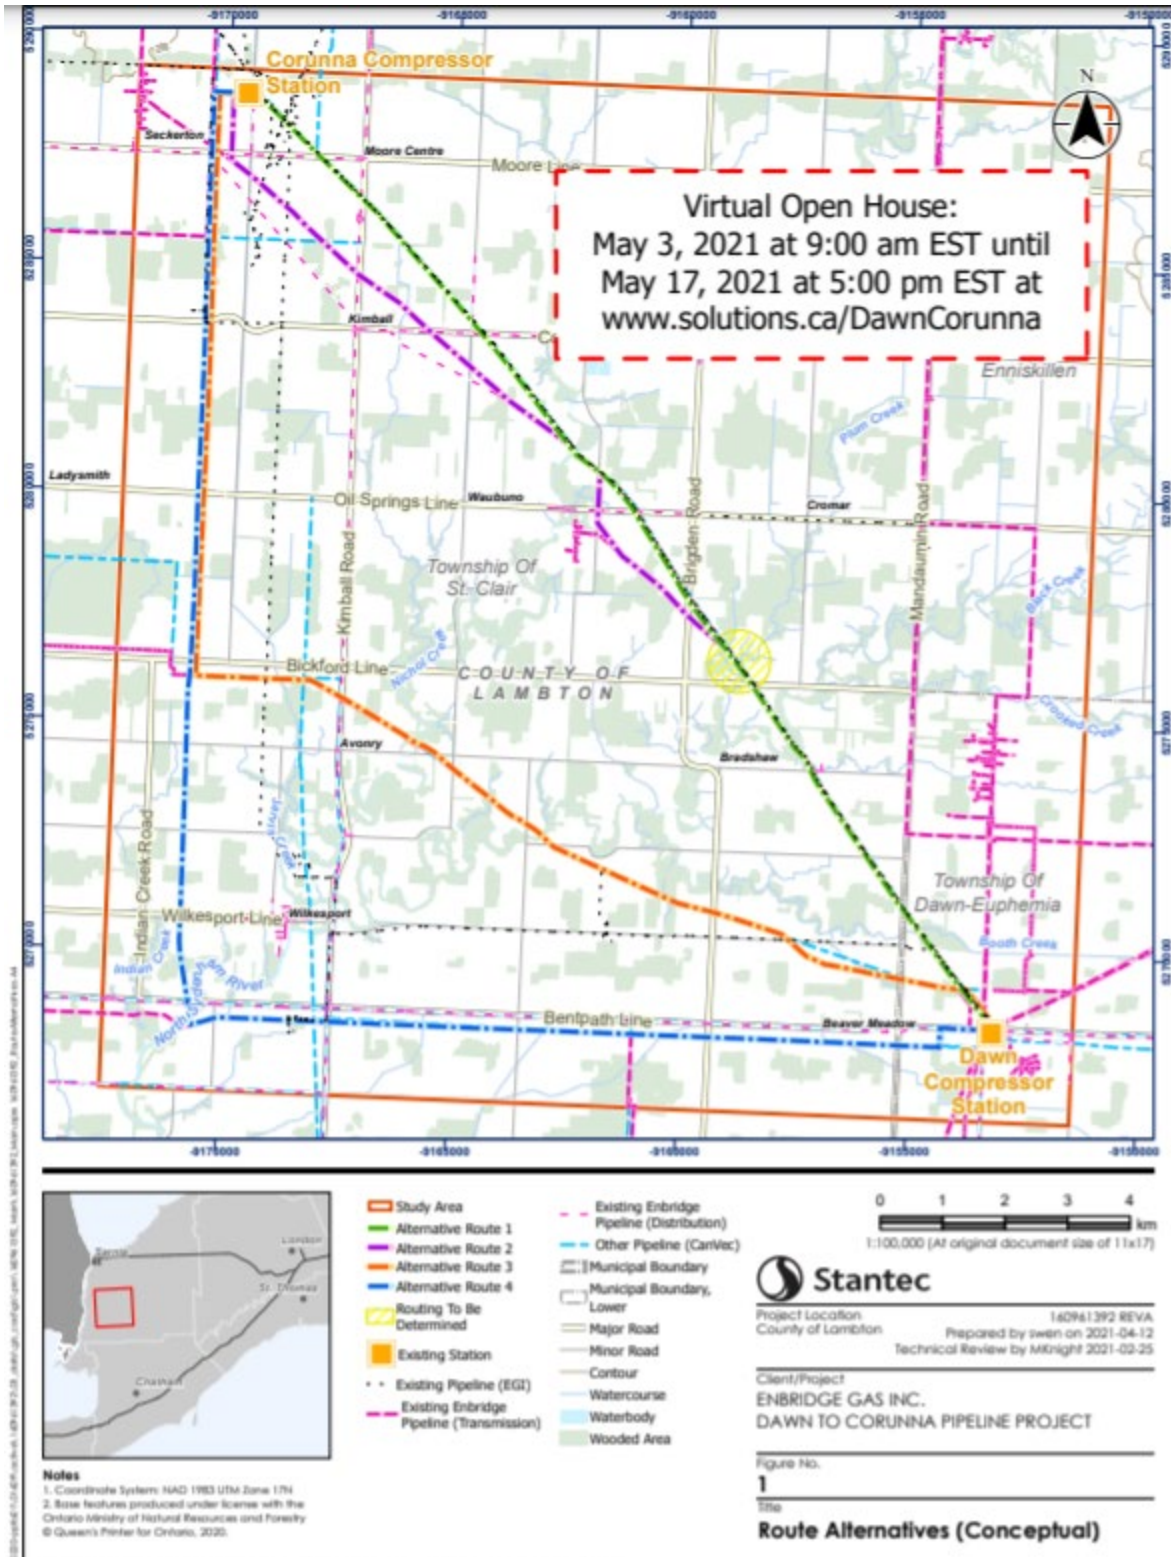 -9170000
-9165000
-9160000
-9155000
Corunna Compressor
Station
N
Seckerton
Moore Centre
Moore Line
Virtual Open House:
May 3, 2021 at 9:00 am EST until
May 17, 2021 at 5:00 pm EST at
www.solutions.ca/DawnCorunna
Kimball
Enniskillen
Plum Creek
Ladysmith
Oil Springs Line
Waubuno
Cromar
Brigden Road
Mandaumin Road
Kimball Road
Township Of
St. Clair
Black Creek
Bickford Line
Nichol Creek
COUNTY OF
LAMBTON
Crooked Creek
Avonry
Bradshaw
Indian Creek Road
Township Of
Dawn-Euphemia
Wilkesport Line
Wilkesport
Booth Creek
Indian Creek
North Sydenham River
Bentpath Line
Beaver Meadow
Dawn
Compressor
Station
-9170000
-9165000
-9160000
-9155000
-9150000
Sarnia
London
St. Thomas
Chatham
Study Area
Alternative Route 1
Alternative Route 2
Alternative Route 3
Alternative Route 4
Routing To Be
Determined
Existing Station
Existing Pipeline (EGI)
Existing Enbridge
Pipeline (Transmission)
Existing Enbridge
Pipeline (Distribution)
Other Pipeline (CanVec)
Municipal Boundary
Municipal Boundary,
Lower
Major Road
Minor Road
Contour
Watercourse
Waterbody
Wooded Area
0 1 2 3 4
km
1:100,000 (At original document size of 11x17)
Stantec
Project Location
County of Lambton
160961392 REVA
Prepared by swen on 2021-04-12
Technical Review by MKnight 2021-02-25
Client/Project
ENBRIDGE GAS INC.
DAWN TO CORUNNA PIPELINE PROJECT
Figure No.
1
Title
Route Alternatives (Conceptual)
Notes
1. Coordinate System: NAD 1983 UTM Zone 17N
2. Base features produced under license with the
Ontario Ministry of Natural Resources and Forestry
© Queen's Printer for Ontario, 2020.